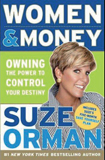 WOMEN
& MONEY
OWNING
THE POWER TO
CONTROL
YOUR DESTINY
SUZE
ORMAN
#1 NEW YORK TIMES BESTSELLING AUTHOR